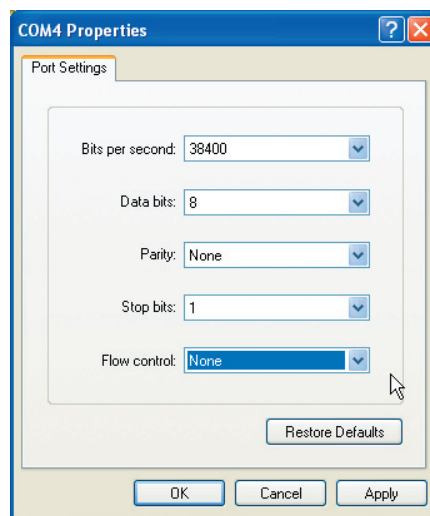 COM4 Properties
Port Settings
Bits per second: 38400
Data bits: 8
Parity: None
Stop bits: 1
Flow control: None
Restore Defaults
OK Cancel Apply